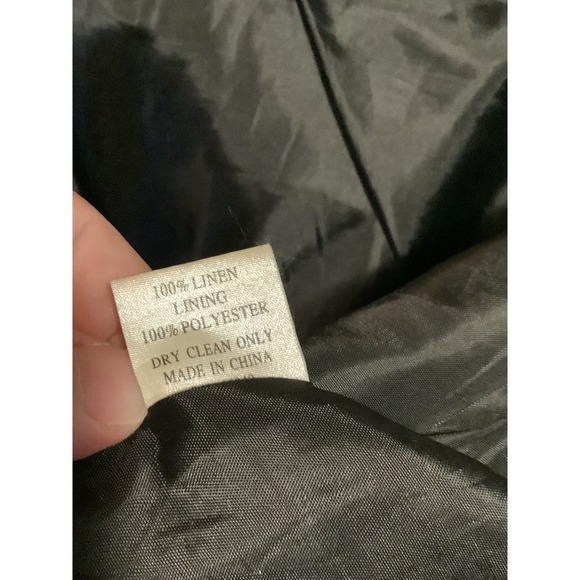 100% LINEN
LINING
100% POLYESTER
DRY CLEAN ONLY
MADE IN CHINA